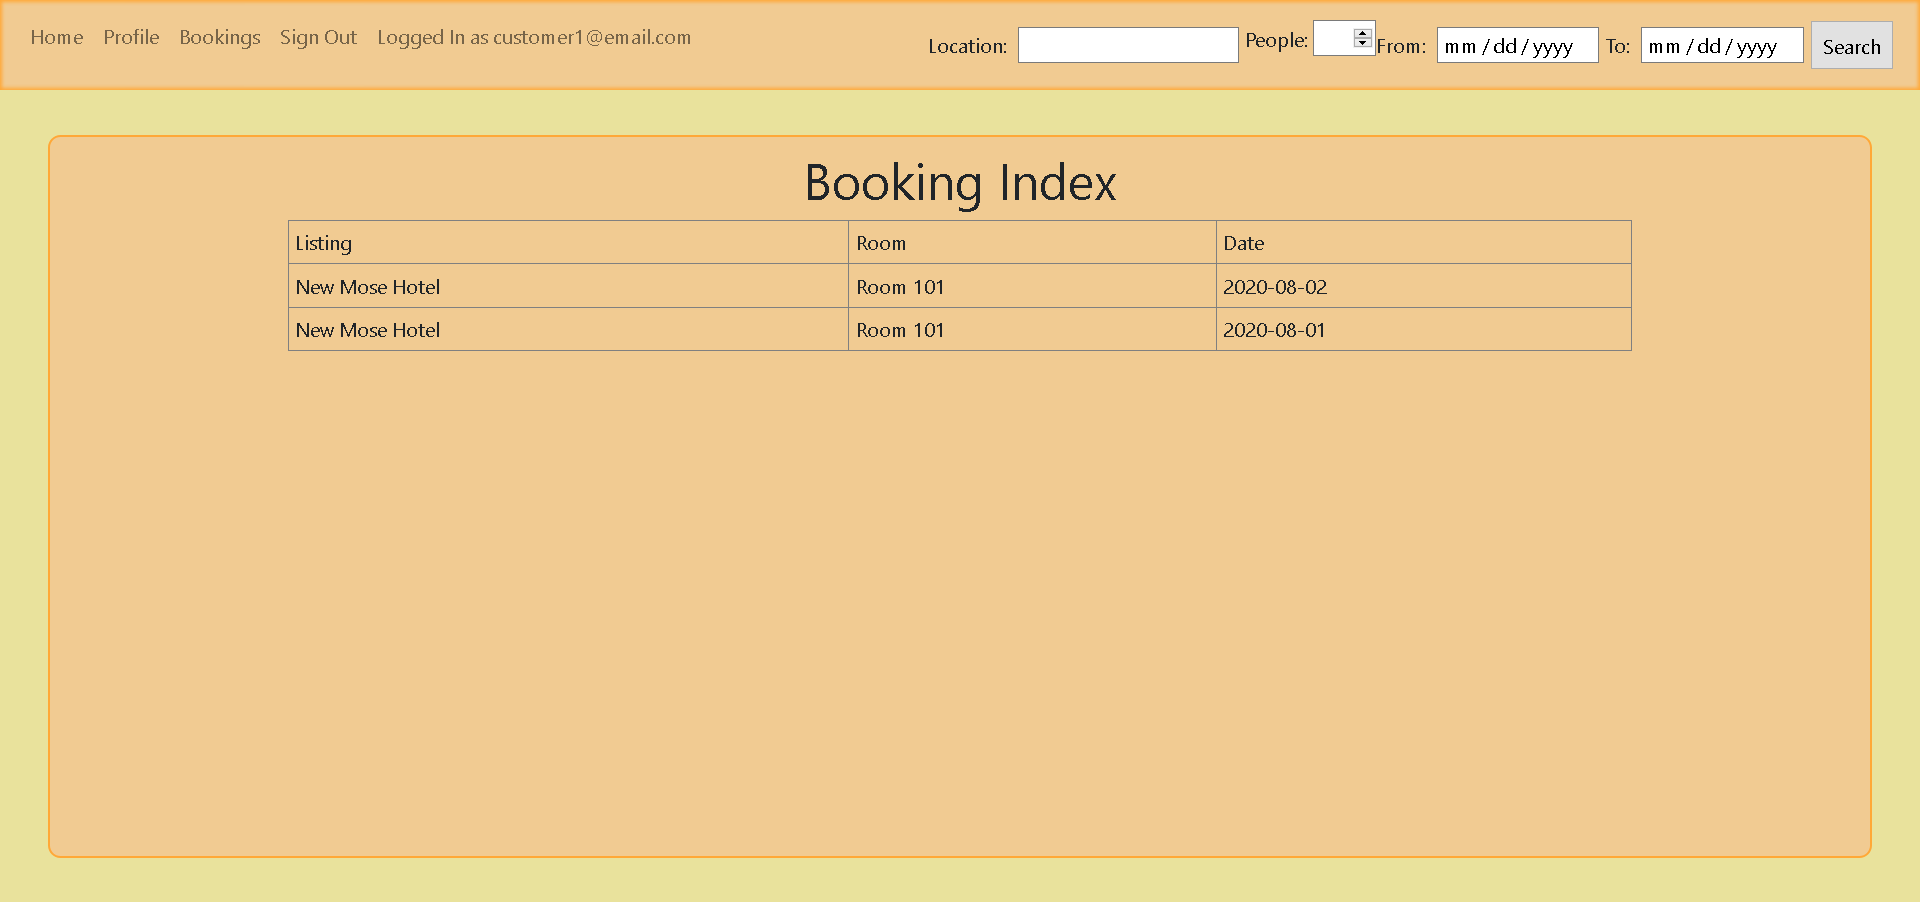 Home Profile Bookings Sign Out Logged In as customer1@email.com Location: People: From: mm/dd/yyyy To: mm/dd/yyyy Search
Booking Index
Listing Room Date
New Mose Hotel Room 101 2020-08-02
New Mose Hotel Room 101 2020-08-01